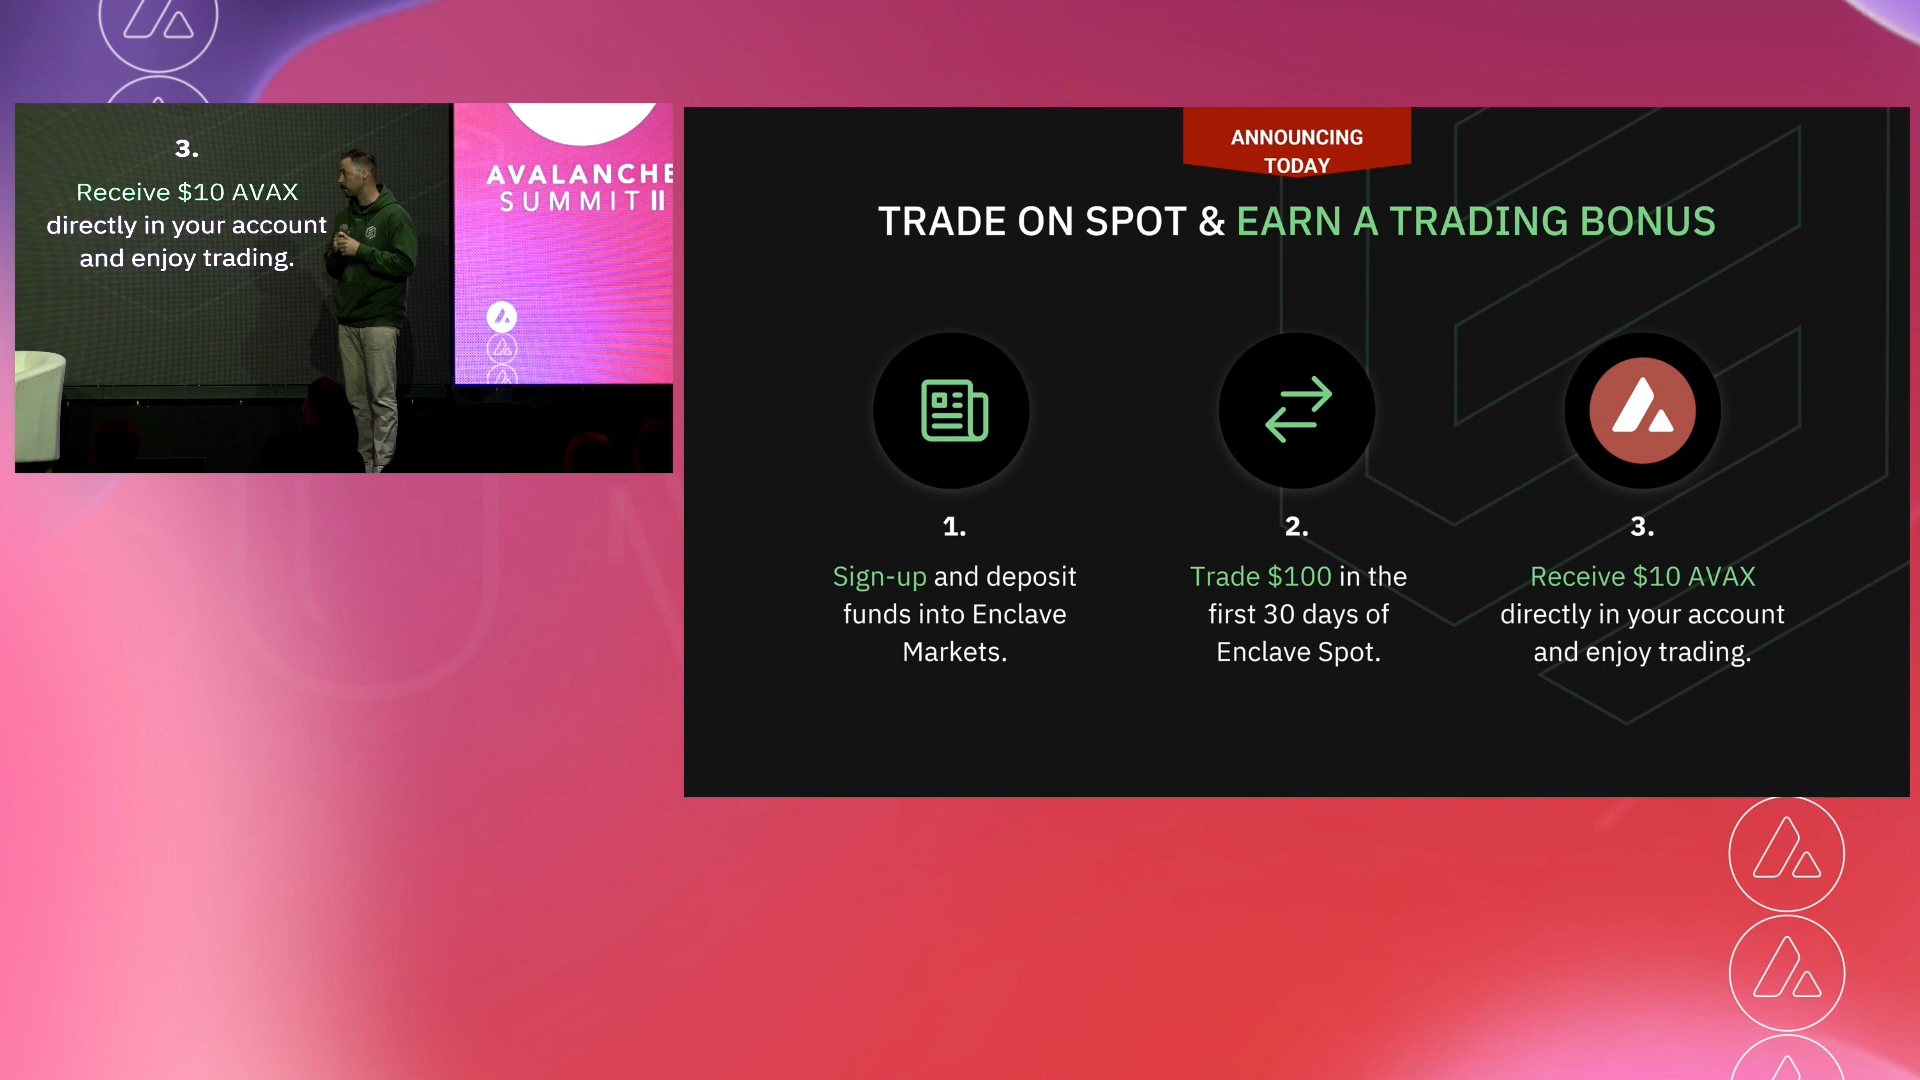 3.
Receive $10 AVAX
directly in your account
and enjoy trading.
AVALANCHE
SUMMIT II
ANNOUNCING
TODAY
TRADE ON SPOT & EARN A TRADING BONUS
1.
Sign-up and deposit
funds into Enclave
Markets.
2.
Trade $100 in the
first 30 days of
Enclave Spot.
3.
Receive $10 AVAX
directly in your account
and enjoy trading.